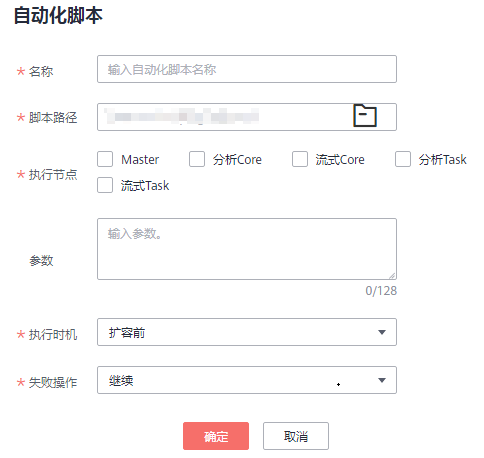 自动化脚本
* 名称 输入自动化脚本名称
* 脚本路径
* 执行节点 Master 分析Core 流式Core 分析Task
流式Task
参数 输入参数。
0/128
* 执行时机 扩容前
* 失败操作 继续
确定 取消